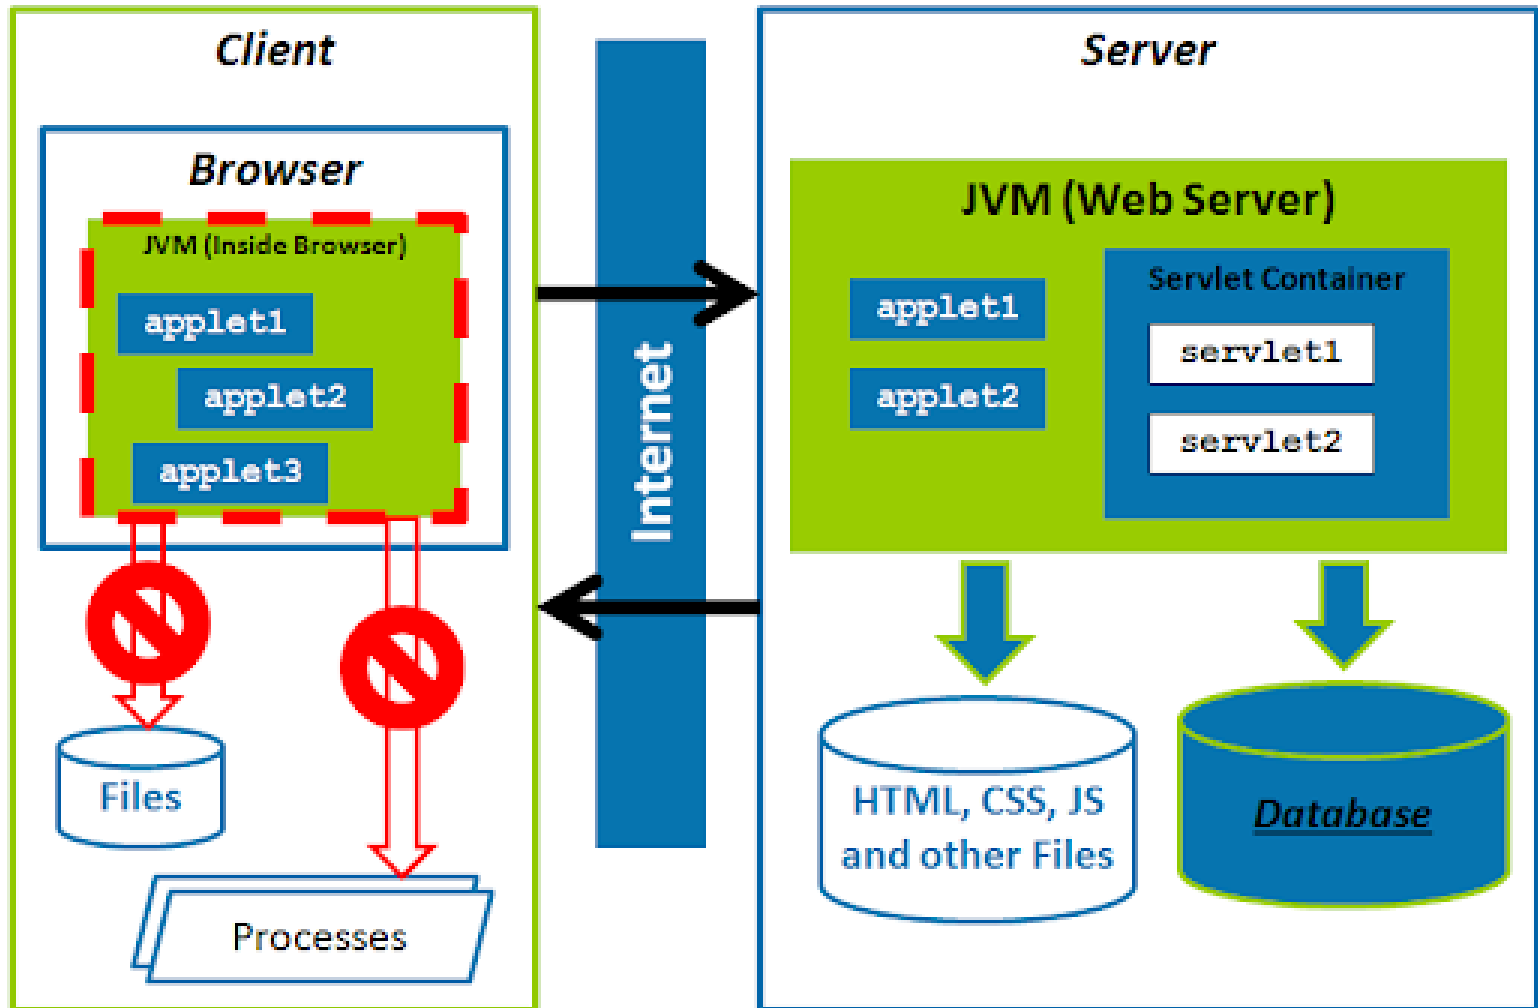 Client
Browser
JVM (Inside Browser)
applet1
applet2
applet3
Files
Processes
Internet
Server
JVM (Web Server)
applet1
applet2
Servlet Container
servlet1
servlet2
HTML, CSS, JS
and other Files
Database